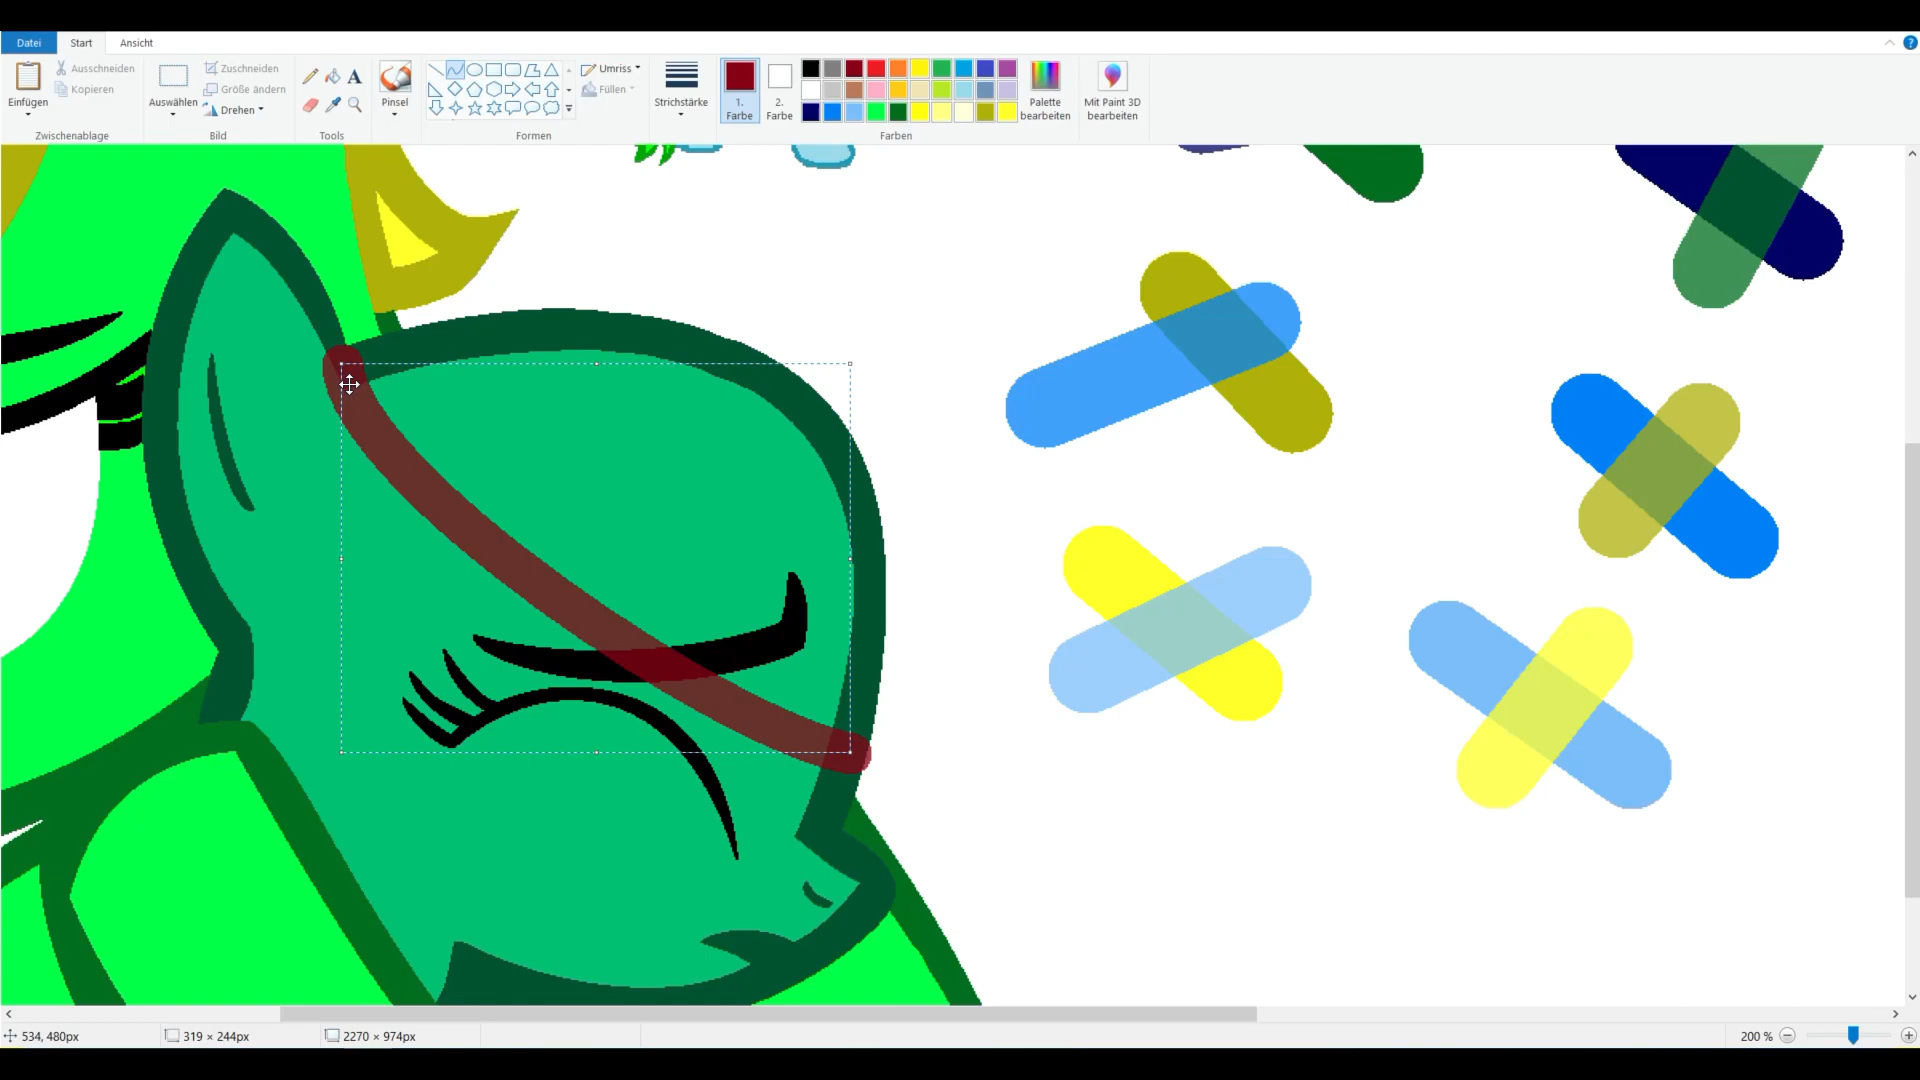 Datei Start Ansicht
Einfügen
Ausschneiden
Kopieren
Zwischenablage
Auswählen
Zuschneiden
Größe ändern
Drehen
Bild
A
Tools
Pinsel
Umriss
Füllen
Formen
Strichstärke
1.
Farbe
2.
Farbe
Farben
Palette
bearbeiten
Mit Paint 3D
bearbeiten
534, 480px 319 × 244px 2270 × 974px 200 %